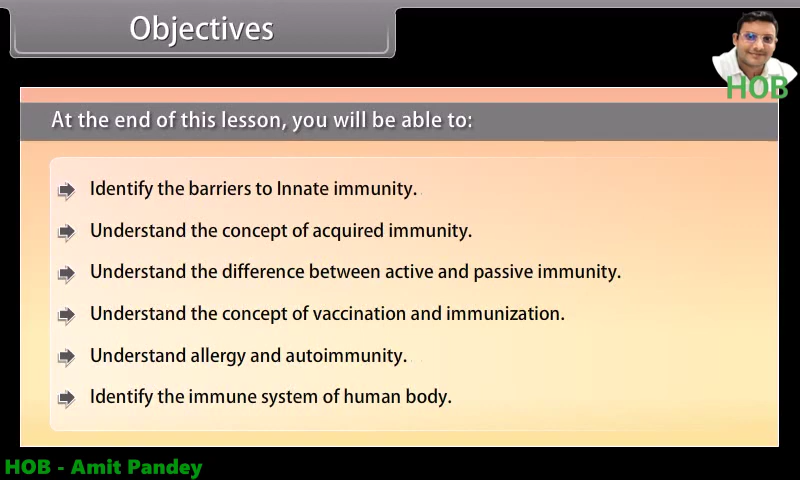 Objectives
HOB
At the end of this lesson, you will be able to:
Identify the barriers to Innate immunity.
Understand the concept of acquired immunity.
Understand the difference between active and passive immunity.
Understand the concept of vaccination and immunization.
Understand allergy and autoimmunity.
Identify the immune system of human body.
HOB - Amit Pandey